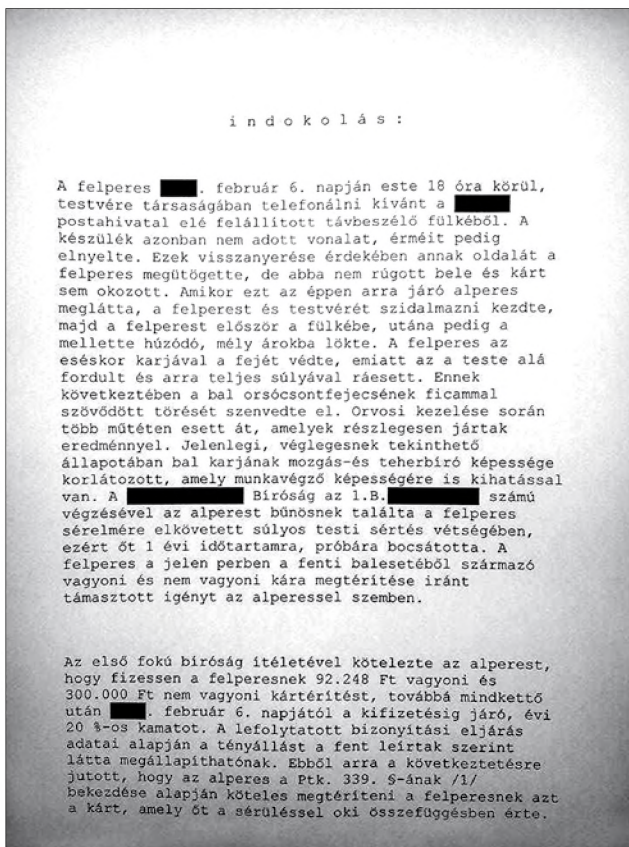 indokolás:
A felperes . február 6. napján este 18 óra körül,
testvére társaságában telefonálni kívánt a
postahivatal elé felállított távbeszélő fülkéből. A
készülék azonban nem adott vonalat, érméit pedig
elnyelte. Ezek visszanyerése érdekében annak oldalát a
felperes megütögette, de abba nem rúgott bele és kárt
sem okozott. Amikor ezt az éppen arra járó alperes
meglátta, a felperest és testvérét szidalmazni kezdte,
majd a felperest először a fülkébe, utána pedig a
mellette húzódó, mély árokba lökte. A felperes az
eséskor karjával a fejét védte, emiatt az a teste alá
fordult és arra teljes súlyával ráesett. Ennek
következtében a bal orsócsontfejecsének ficammal
szövődött törését szenvedte el. Orvosi kezelése során
több műtéten esett át, amelyek részlegesen jártak
eredménnyel. Jelenlegi, véglegesnek tekinthető
állapotában bal karjának mozgás-és teherbíró képessége
korlátozott, amely munkavégző képességére is kihatással
van. A Bíróság az 1.B. számú
végzésével az alperest bűnösnek találta a felperes
sérelmére elkövetett súlyos testi sértés vétségében,
ezért őt 1 évi időtartamra, próbára bocsátotta. A
felperes a jelen perben a fenti balesetéből származó
vagyoni és nem vagyoni kára megtérítése iránt
támasztott igényt az alperessel szemben.
Az első fokú bíróság ítéletével kötelezte az alperest,
hogy fizessen a felperesnek 92.248 Ft vagyoni és
300.000 Ft nem vagyoni kártérítést, továbbá mindkettő
után . február 6. napjától a kifizetésig járó, évi
20 %-os kamatot. A lefolytatott bizonyítási eljárás
adatai alapján a tényállást a fent leírtak szerint
látta megállapíthatónak. Ebből arra a következtetésre
jutott, hogy az alperes a Ptk. 339. §-ának /1/
bekezdése alapján köteles megtéríteni a felperesnek azt
a kárt, amely őt a sérüléssel oki összefüggésben érte.